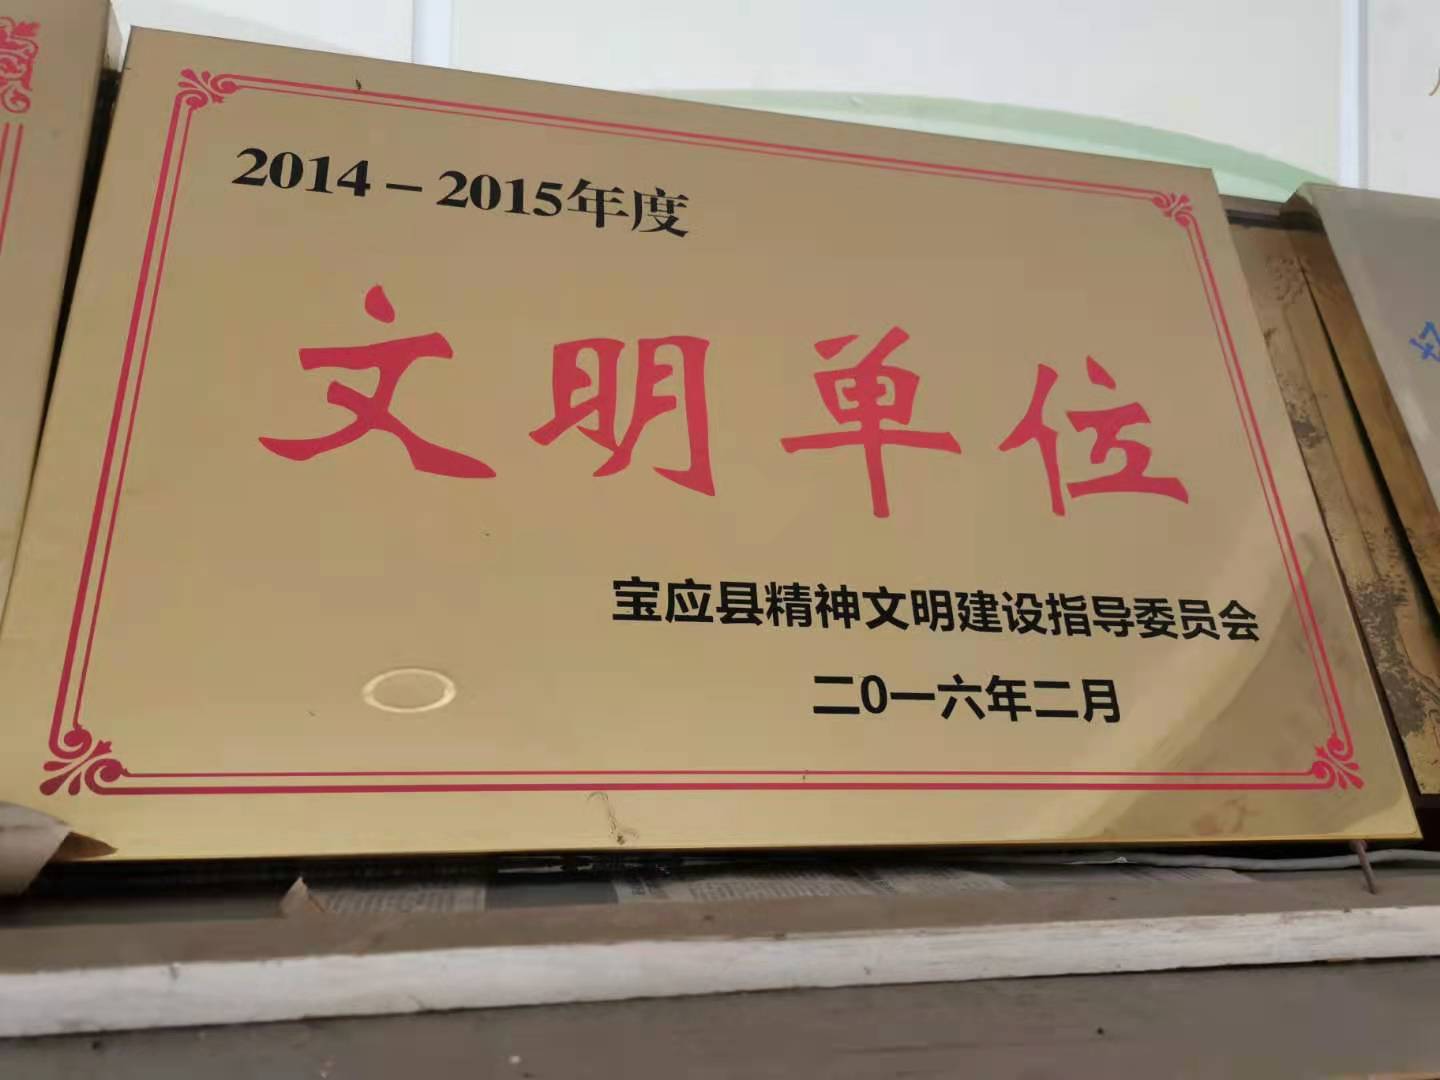 2014－2015年度
文明单位
宝应县精神文明建设指导委员会
二0一六年二月